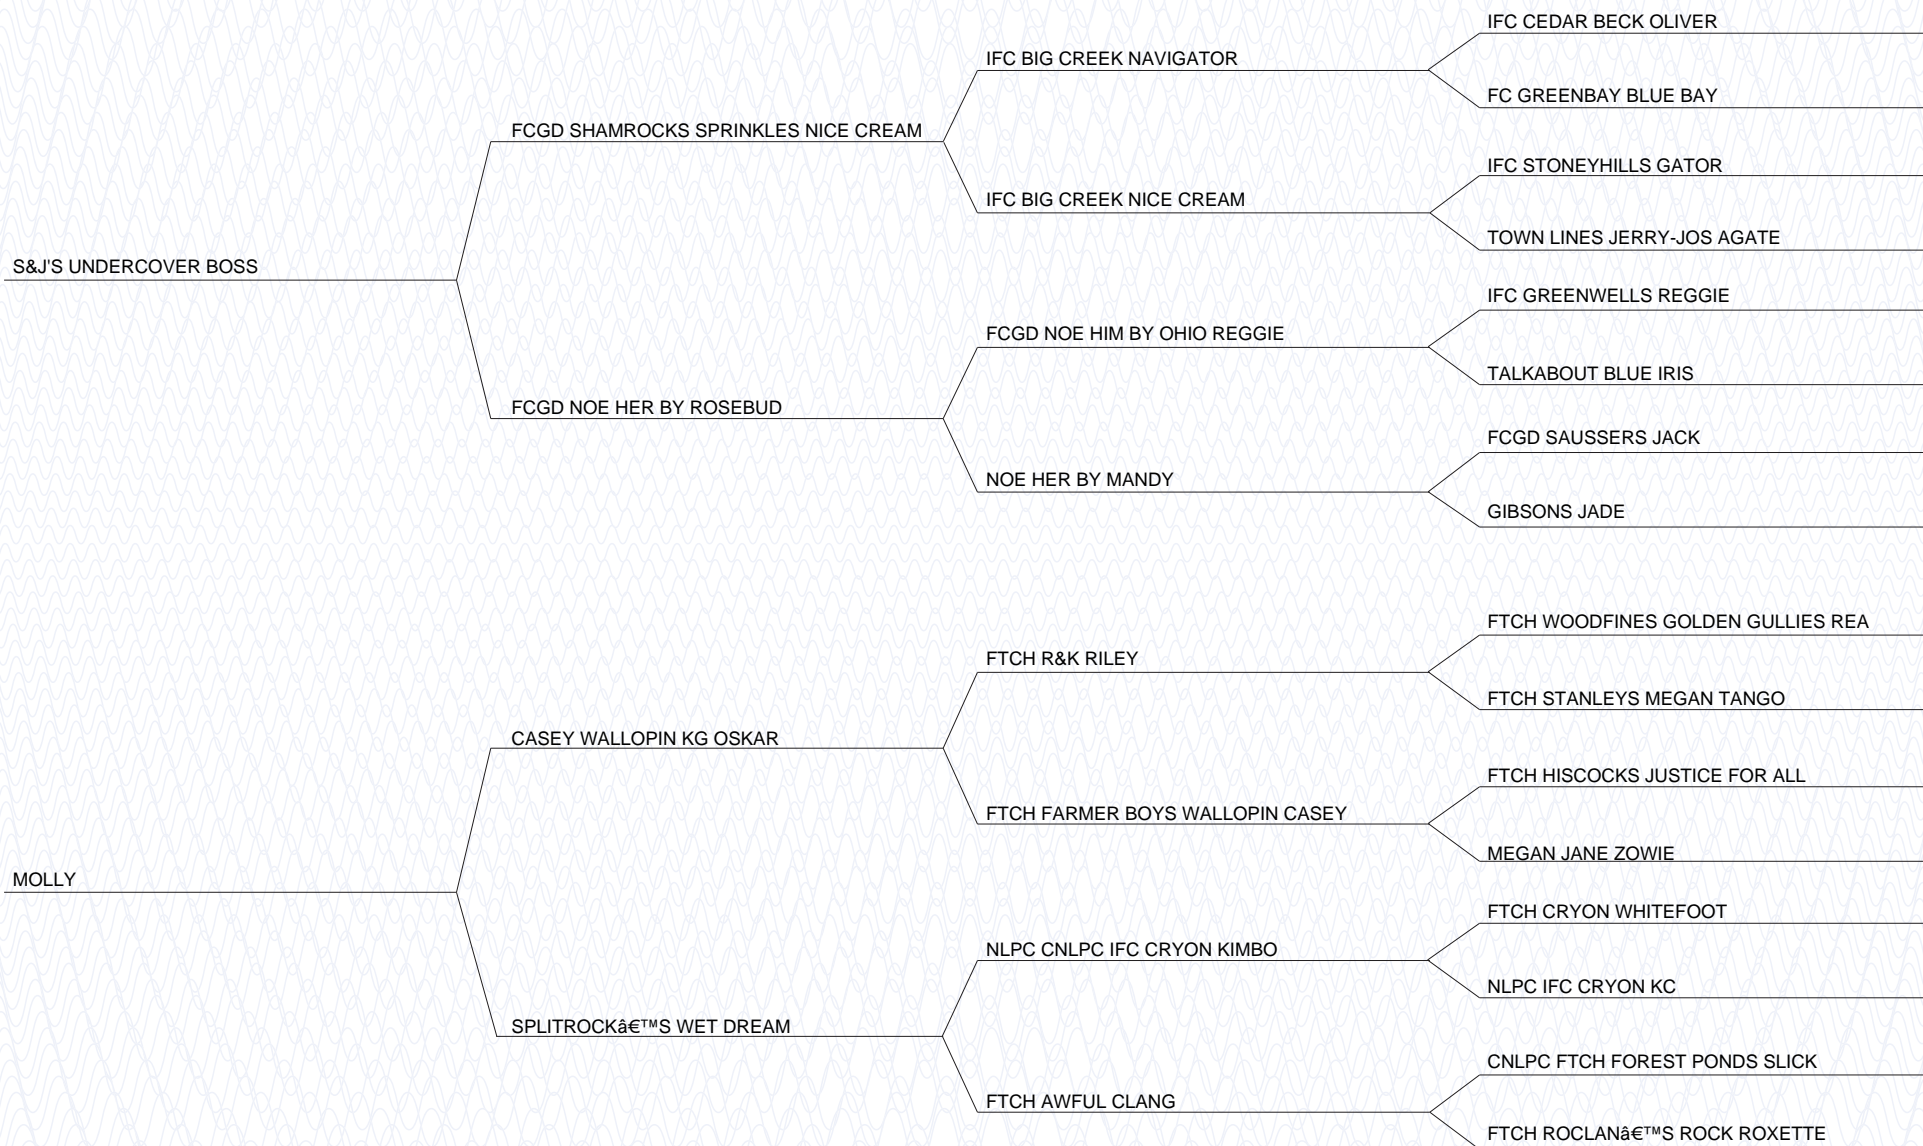 S&J'S UNDERCOVER BOSS
FCGD SHAMROCKS SPRINKLES NICE CREAM
IFC BIG CREEK NAVIGATOR
IFC CEDAR BECK OLIVER
FC GREENBAY BLUE BAY
IFC BIG CREEK NICE CREAM
IFC STONEYHILLS GATOR
TOWN LINES JERRY-JOS AGATE
FCGD NOE HER BY ROSEBUD
FCGD NOE HIM BY OHIO REGGIE
IFC GREENWELLS REGGIE
TALKABOUT BLUE IRIS
NOE HER BY MANDY
FCGD SAUSSERS JACK
GIBSONS JADE
MOLLY
CASEY WALLOPIN KG OSKAR
FTCH R&K RILEY
FTCH WOODFINES GOLDEN GULLIES REA
FTCH STANLEYS MEGAN TANGO
FTCH FARMER BOYS WALLOPIN CASEY
FTCH HISCOCKS JUSTICE FOR ALL
MEGAN JANE ZOWIE
SPLITROCKâ€™S WET DREAM
NLPC CNLPC IFC CRYON KIMBO
FTCH CRYON WHITEFOOT
NLPC IFC CRYON KC
FTCH AWFUL CLANG
CNLPC FTCH FOREST PONDS SLICK
FTCH ROCLANâ€™S ROCK ROXETTE